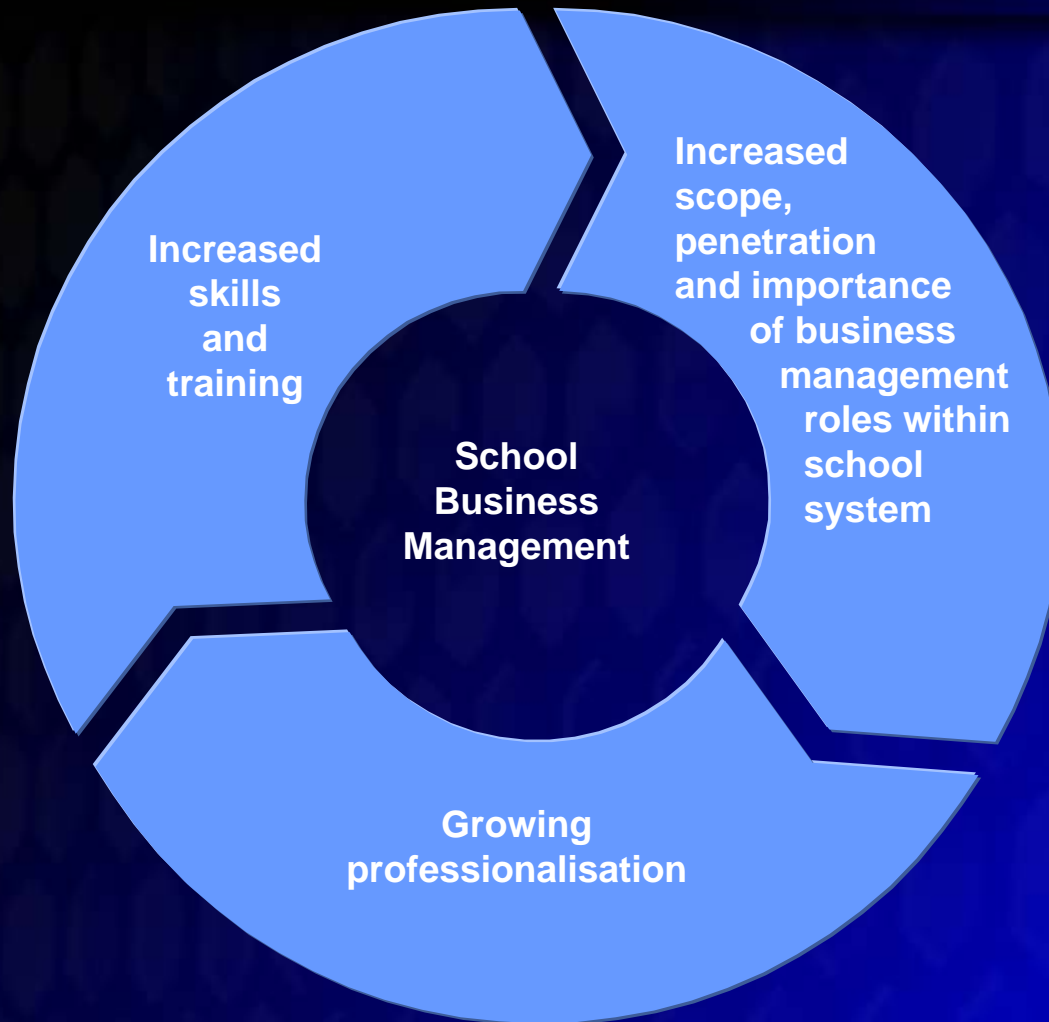 Increased
skills
and
training
Increased
scope,
penetration
and importance
of business
management
roles within
school
system
School
Business
Management
Growing
professionalisation